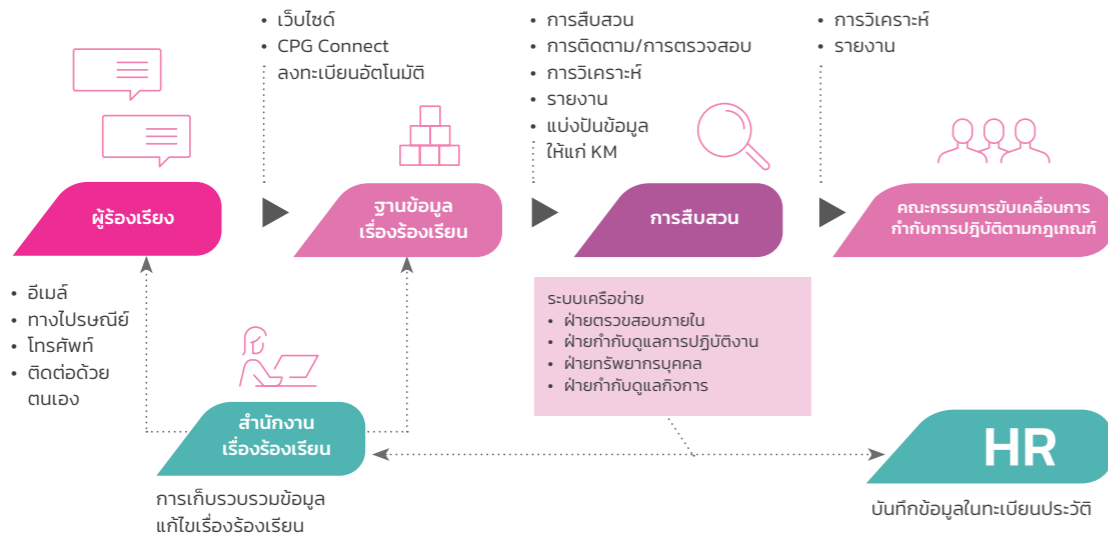 • เว็บไซด์
• CPG Connect
ลงทะเบียนอัตโนมัติ
• การสืบสวน
• การติดตาม/การตรวจสอบ
• การวิเคราะห์
• รายงาน
• แบ่งปันข้อมูล
ให้แก่ KM
• การวิเคราะห์
• รายงาน
ผู้ร้องเรียง
ฐานข้อมูล
เรื่องร้องเรียน
การสืบสวน
คณะกรรมการขับเคลื่อนการ
กำกับการปฎิบัติตามกฎเกณฑ์
• อีเมล์
• ทางไปรษณีย์
• โทรศัพท์
• ติดต่อด้วย
ตนเอง
ระบบเครือข่าย
• ฝ่ายตรวขสอบภายใน
• ฝ่ายกำกับดูแลการปฏิบัติงาน
• ฝ่ายทรัพยากรบุคคล
• ฝ่ายกำกับดูแลกิจการ
สำนักงาน
เรื่องร้องเรียน
HR
การเก็บรวบรวมข้อมูล
แก้ไขเรื่องร้องเรียน
บันทึกข้อมูลในทะเบียนประวัติ